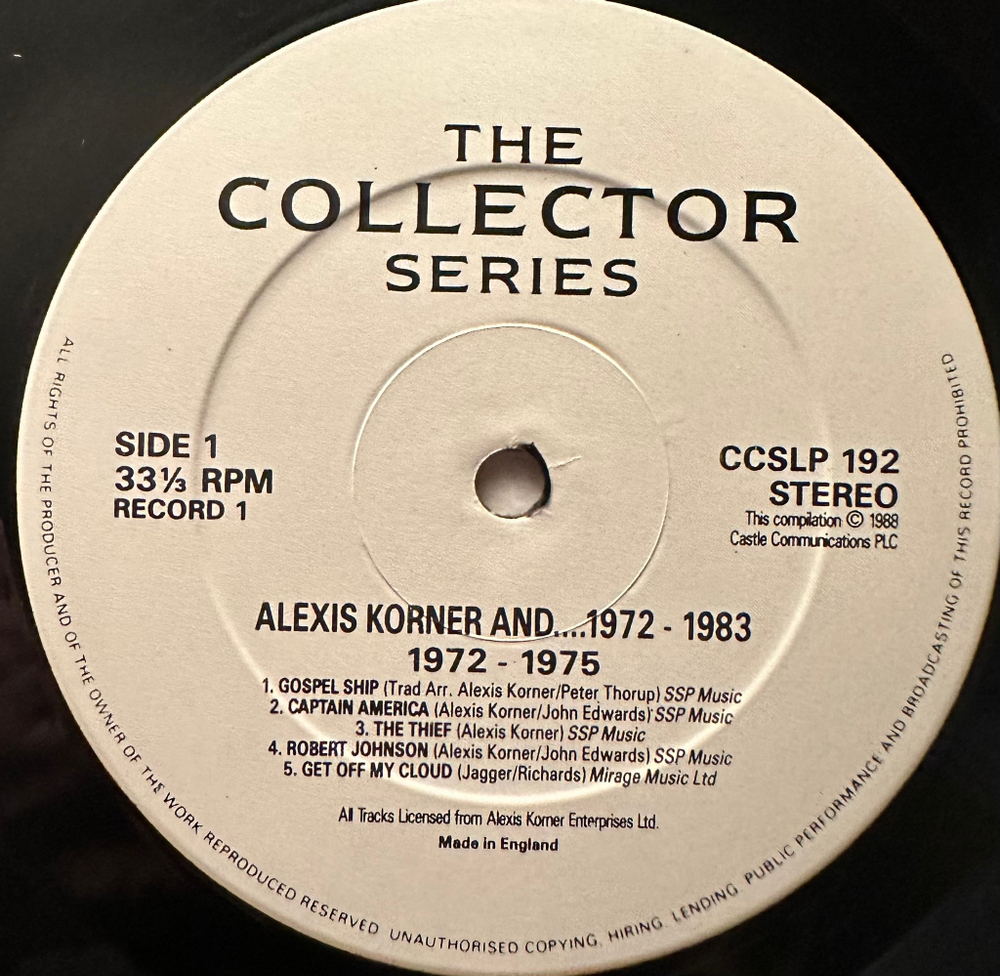 THE
COLLECTOR
SERIES
SIDE 1
33⅓ RPM
RECORD 1
CCSLP 192
STEREO
This compilation © 1988
Castle Communications PLC
ALEXIS KORNER AND....1972 - 1983
1972 - 1975
1. GOSPEL SHIP (Trad Arr. Alexis Korner/Peter Thorup) SSP Music
2. CAPTAIN AMERICA (Alexis Korner/John Edwards) SSP Music
3. THE THIEF (Alexis Korner) SSP Music
4. ROBERT JOHNSON (Alexis Korner/John Edwards) SSP Music
5. GET OFF MY CLOUD (Jagger/Richards) Mirage Music Ltd
All Tracks Licensed from Alexis Korner Enterprises Ltd.
Made in England
ALL RIGHTS OF THE PRODUCER AND OF THE OWNER OF THE WORK REPRODUCED RESERVED. UNAUTHORISED COPYING, HIRING, LENDING, PUBLIC PERFORMANCE AND BROADCASTING OF THIS RECORD PROHIBITED